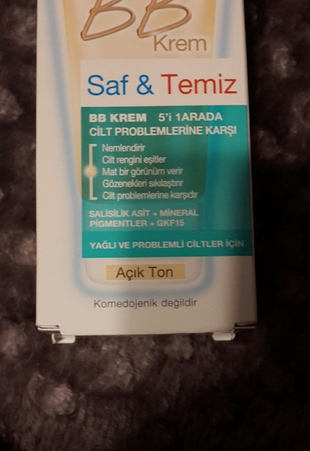 BB
Krem
Saf & Temiz
BB KREM 5'i 1ARADA
CİLT PROBLEMLERİNE KARŞI
Nemlendirir
Cilt rengini eşitler
Mat bir görünüm verir
Gözenekleri sıkılaştırır
Cilt problemlerine karşıdır
SALİSİLİK ASİT + MİNERAL
PİGMENTLER + GKF15
YAĞLI VE PROBLEMLİ CİLTLER İÇİN
Açık Ton
Komedojenik değildir